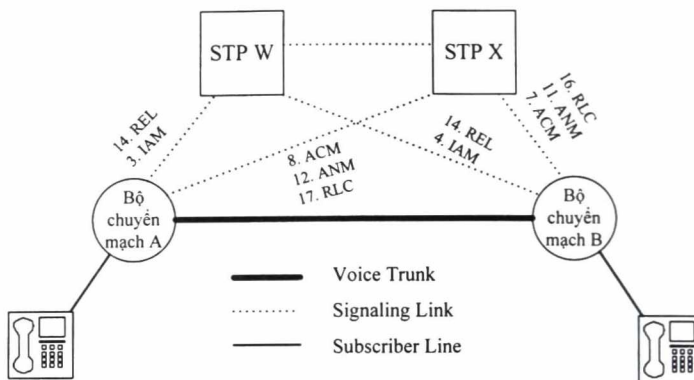 STP W
STP X
14. REL
3. IAM
8. ACM
12. ANM
17. RLC
14. REL
4. IAM
16. RLC
11. ANM
7. ACM
Bộ
chuyển
mạch A
Bộ
chuyển
mạch B
Voice Trunk
Signaling Link
Subscriber Line